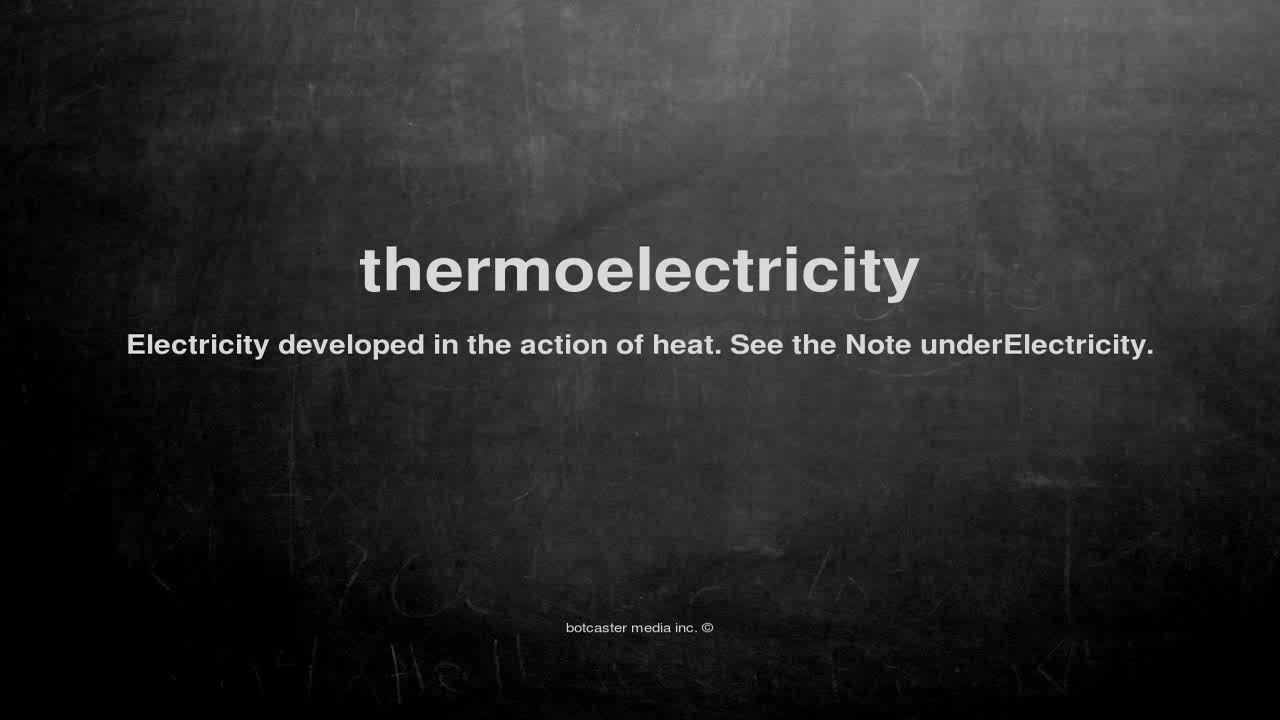 thermoelectricity
Electricity developed in the action of heat. See the Note underElectricity.
botcaster media inc. ©